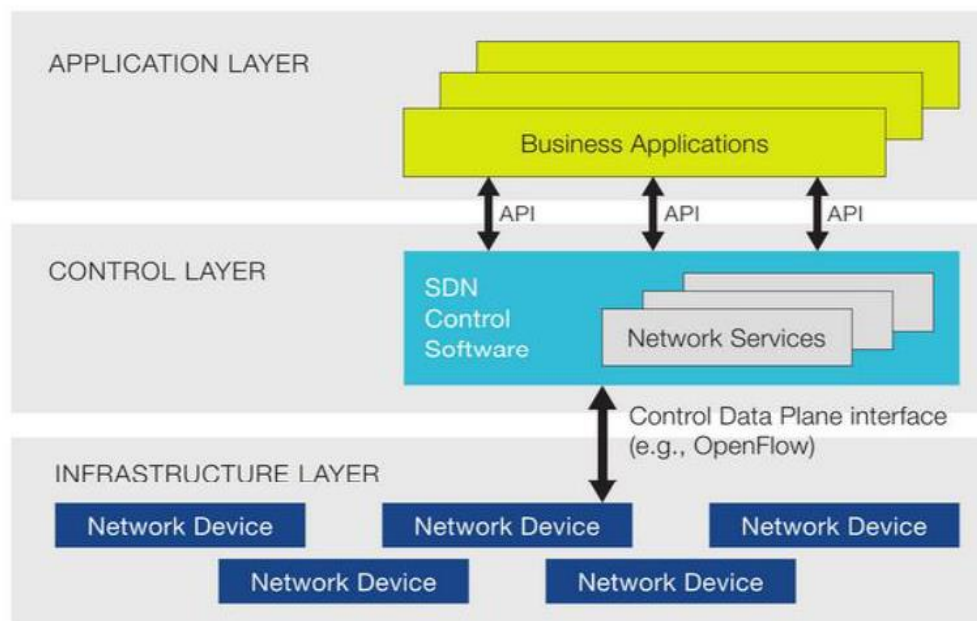 APPLICATION LAYER
Business Applications
API
API
API
CONTROL LAYER
SDN
Control
Software
Network Services
Control Data Plane interface
(e.g., OpenFlow)
INFRASTRUCTURE LAYER
Network Device
Network Device
Network Device
Network Device
Network Device